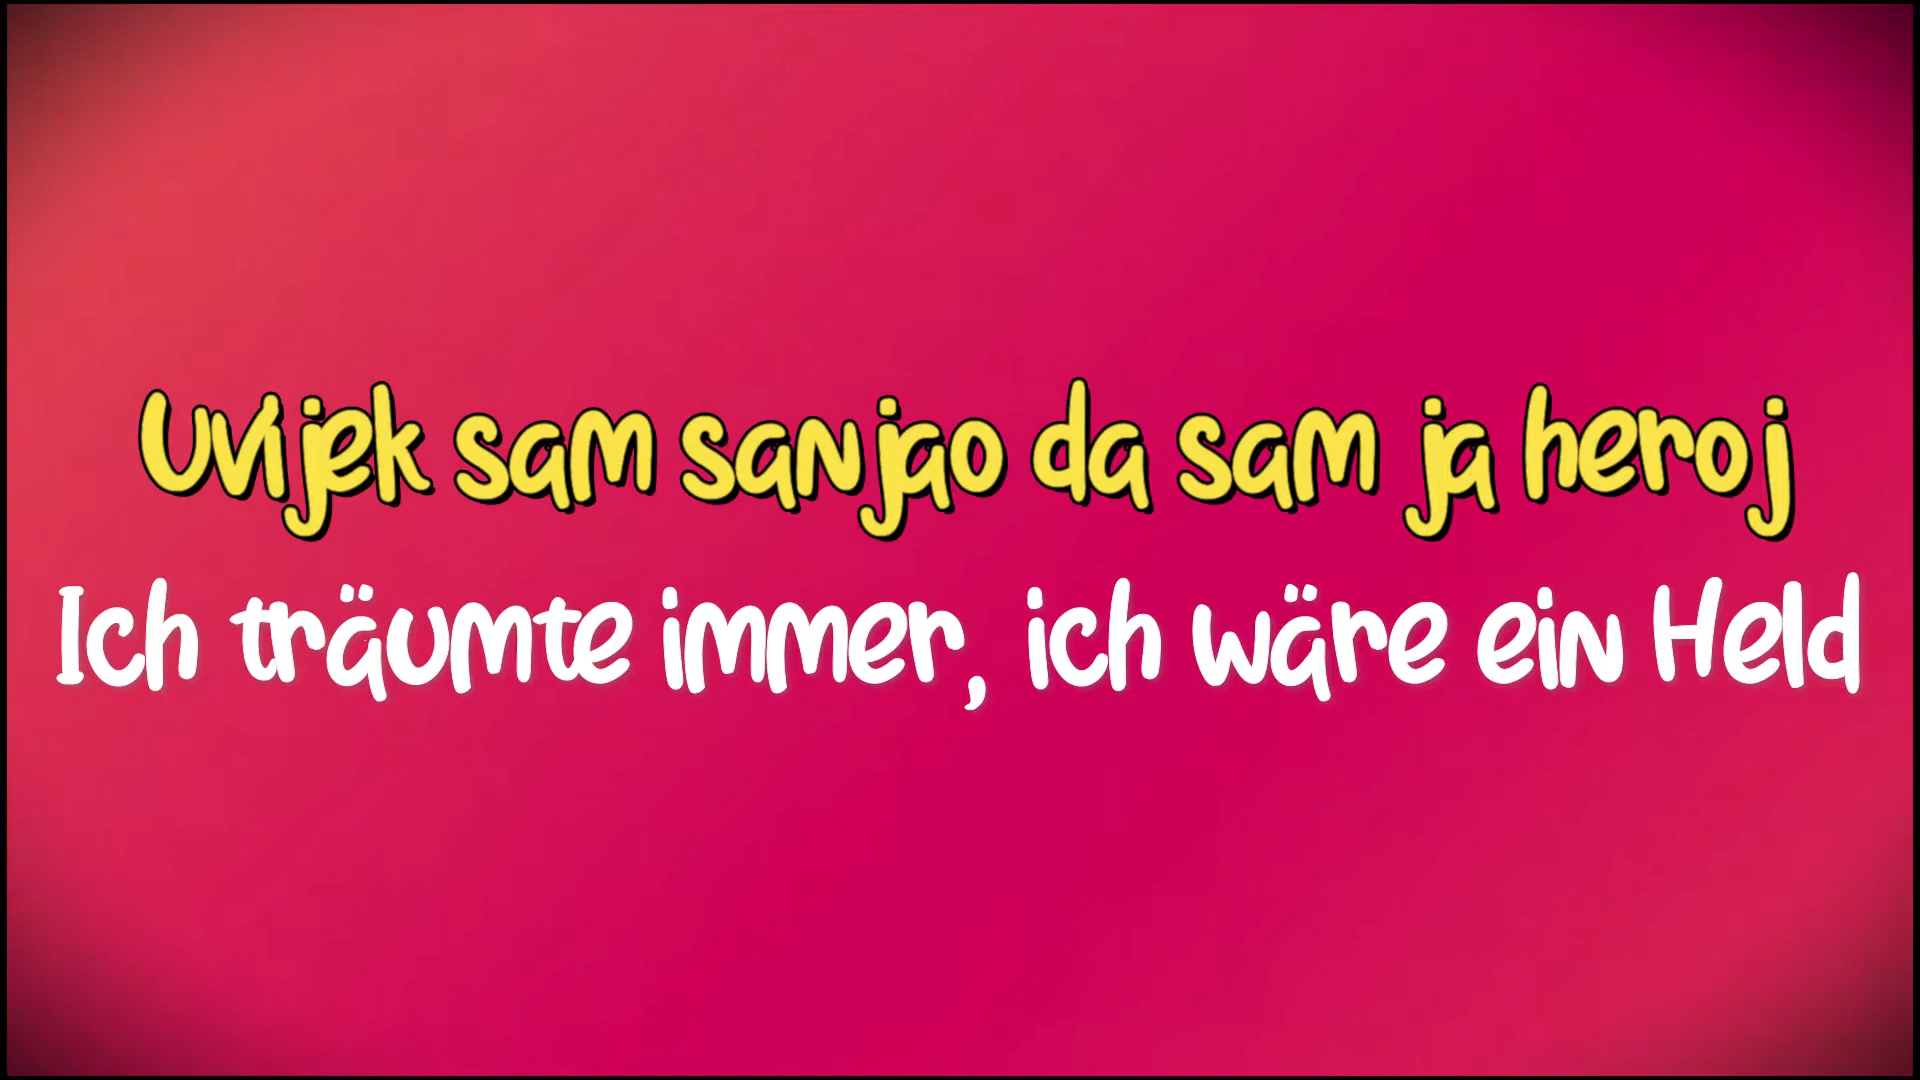 Uvijek sam sanjao da sam ja heroj
Ich träumte immer, ich wäre ein Held